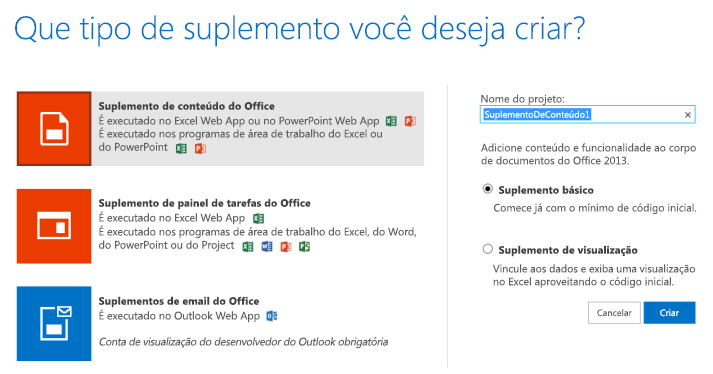 Que tipo de suplemento você deseja criar?
Suplemento de conteúdo do Office
É executado no Excel Web App ou no PowerPoint Web App
É executado nos programas de área de trabalho do Excel ou
do PowerPoint
Suplemento de painel de tarefas do Office
É executado no Excel Web App
É executado nos programas de área de trabalho do Excel, do Word,
do PowerPoint ou do Project
Suplementos de email do Office
É executado no Outlook Web App
Conta de visualização do desenvolvedor do Outlook obrigatória
Nome do projeto:
SuplementoDeConteúdo1
Adicione conteúdo e funcionalidade ao corpo
de documentos do Office 2013.
Suplemento básico
Comece já com o mínimo de código inicial.
Suplemento de visualização
Vincule aos dados e exiba uma visualização
no Excel aproveitando o código inicial.
Cancelar
Criar